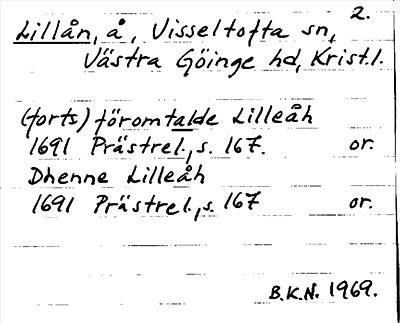 2.
Lillån, å, Visseltofta sn,
Västra Göinge hd, Krist.l.
(forts) föromtalde Lilleåh
1691 Prästrel., s. 167. or.
Dhenne Lilleåh
1691 Prästrel., s. 167 or.
B.K.N. 1969.